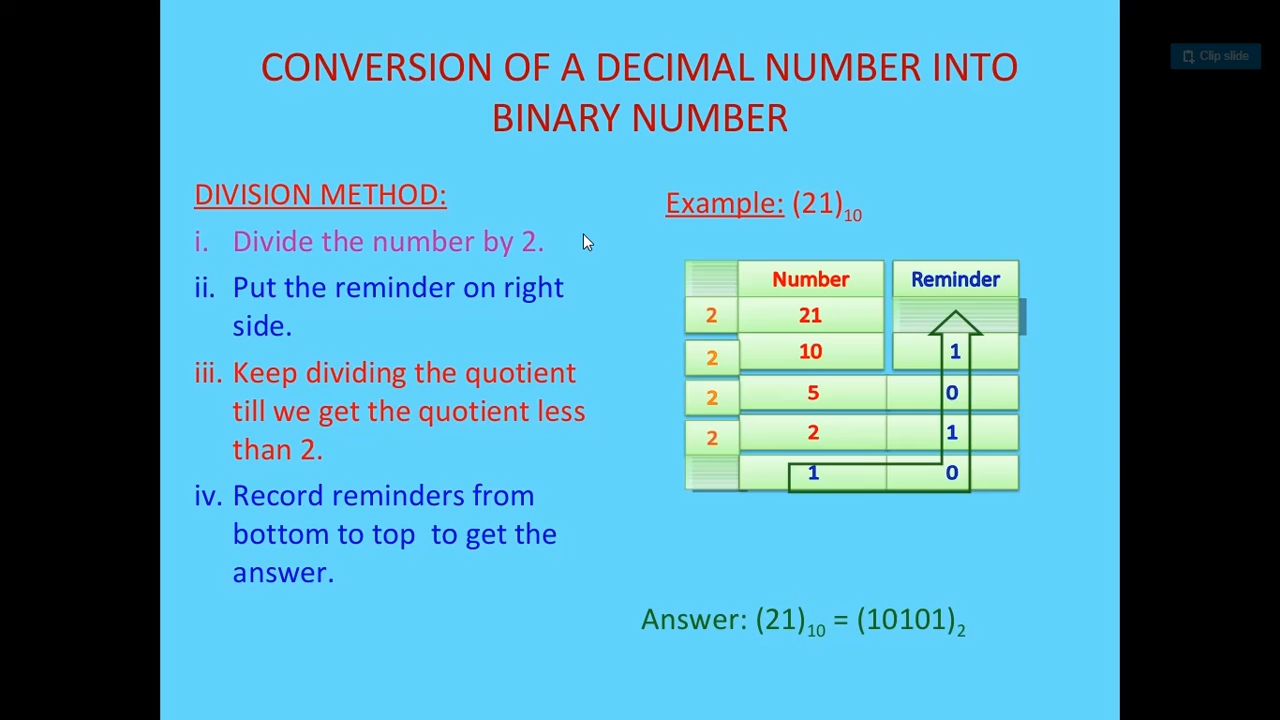 Clip slide
CONVERSION OF A DECIMAL NUMBER INTO
BINARY NUMBER
DIVISION METHOD:
i. Divide the number by 2.
ii. Put the reminder on right
side.
iii. Keep dividing the quotient
till we get the quotient less
than 2.
iv. Record reminders from
bottom to top  to get the
answer.
Example: (21)₁₀
Number Reminder
2 21
2 10 1
2 5 0
2 2 1
1 0
Answer: (21)₁₀ = (10101)₂